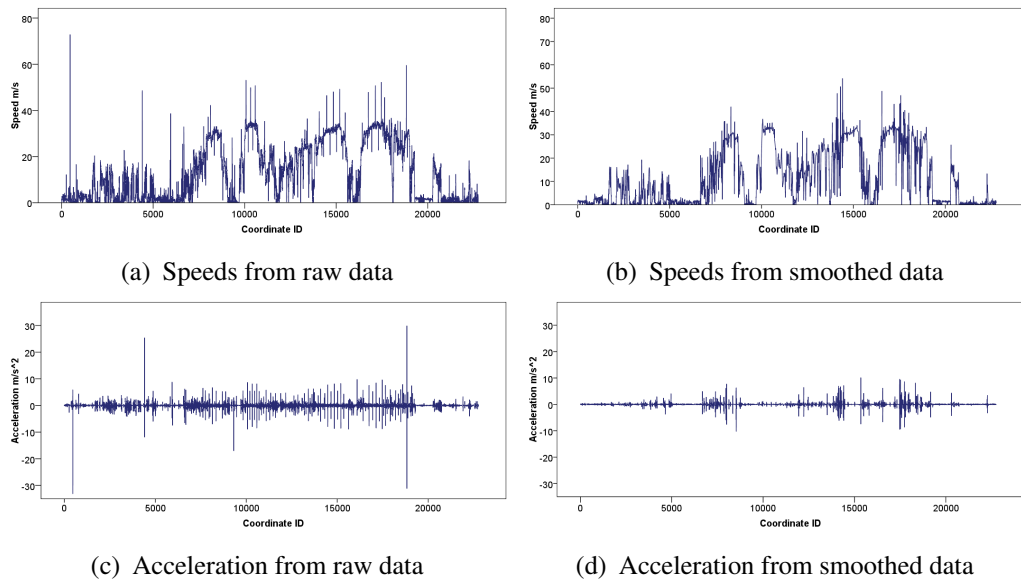 80
60
40
20
0
Speed m/s
0 5000 10000 15000 20000
Coordinate ID
(a) Speeds from raw data
80
70
60
50
40
30
20
10
0
Speed m/s
0 5000 10000 15000 20000
Coordinate ID
(b) Speeds from smoothed data
30
20
10
0
-10
-20
-30
Acceleration m/s^2
0 5000 10000 15000 20000
Coordinate ID
(c) Acceleration from raw data
30
20
10
0
-10
-20
-30
Acceleration m/s^2
0 5000 10000 15000 20000
Coordinate ID
(d) Acceleration from smoothed data